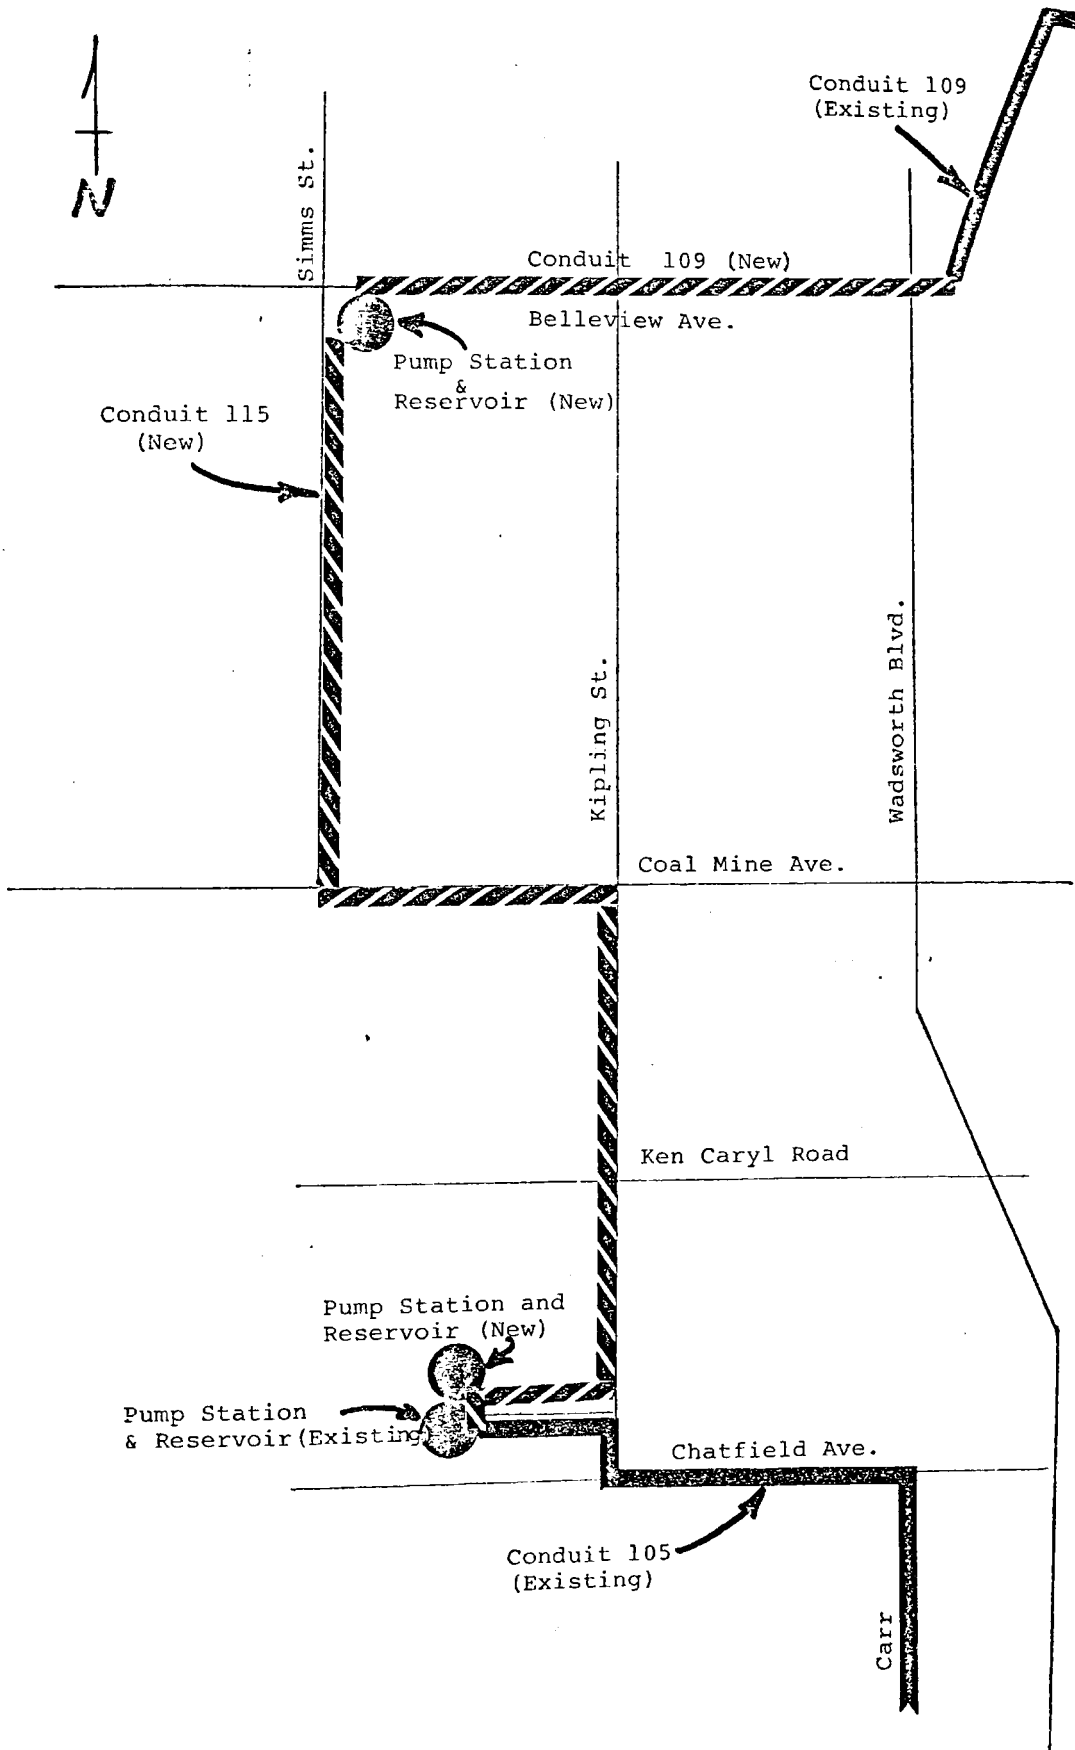 Conduit 109
(Existing)
N
Simms St.
Conduit 109 (New)
Belleview Ave.
Pump Station
&
Reservoir (New)
Conduit 115
(New)
Kipling St.
Wadsworth Blvd.
Coal Mine Ave.
Ken Caryl Road
Pump Station and
Reservoir (New)
Pump Station
& Reservoir (Existing)
Chatfield Ave.
Conduit 105
(Existing)
Carr